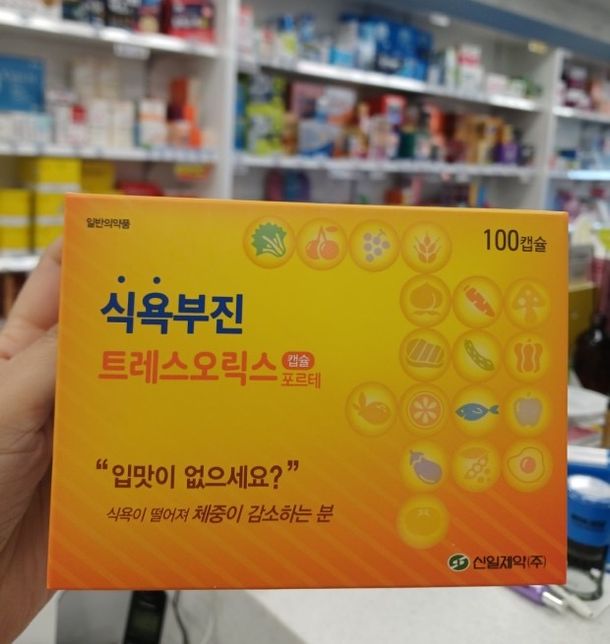 일반의약품
100캡슐
식욕부진
트레스오릭스 캡슐
포르테
“입맛이 없으세요?”
식욕이 떨어져 체중이 감소하는 분
신일제약(주)